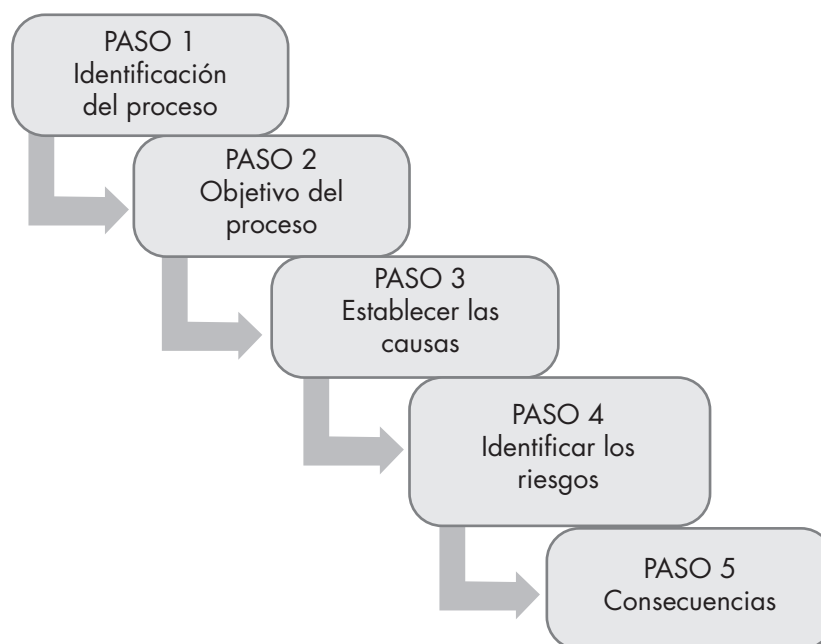 PASO 1
Identificación
del proceso
PASO 2
Objetivo del
proceso
PASO 3
Establecer las
causas
PASO 4
Identificar los
riesgos
PASO 5
Consecuencias